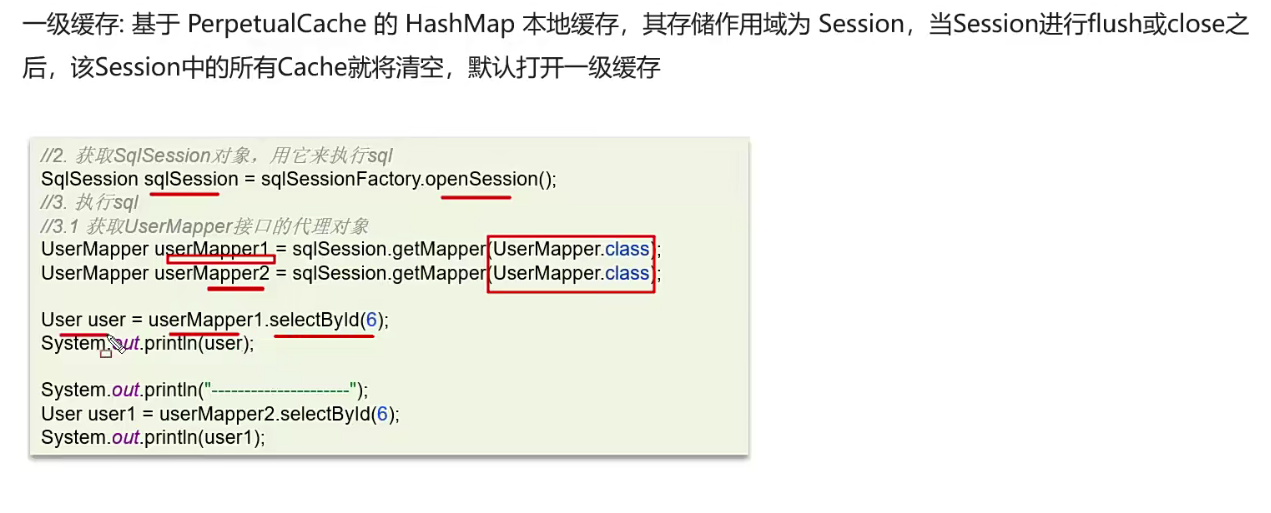 一级缓存: 基于 PerpetualCache 的 HashMap 本地缓存，其存储作用域为 Session，当Session进行flush或close之
后，该Session中的所有Cache就将清空，默认打开一级缓存
//2. 获取SqlSession对象，用它来执行sql
SqlSession sqlSession = sqlSessionFactory.openSession();
//3. 执行sql
//3.1 获取UserMapper接口的代理对象
UserMapper userMapper1 = sqlSession.getMapper(UserMapper.class);
UserMapper userMapper2 = sqlSession.getMapper(UserMapper.class);
User user = userMapper1.selectById(6);
System.out.println(user);
System.out.println("---------------------");
User user1 = userMapper2.selectById(6);
System.out.println(user1);